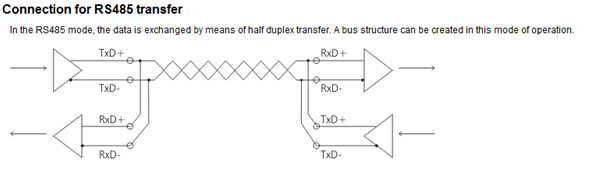 Connection for RS485 transfer
In the RS485 mode, the data is exchanged by means of half duplex transfer. A bus structure can be created in this mode of operation.
TxD+ RxD+
TxD- RxD-
RxD+ TxD+
RxD- TxD-